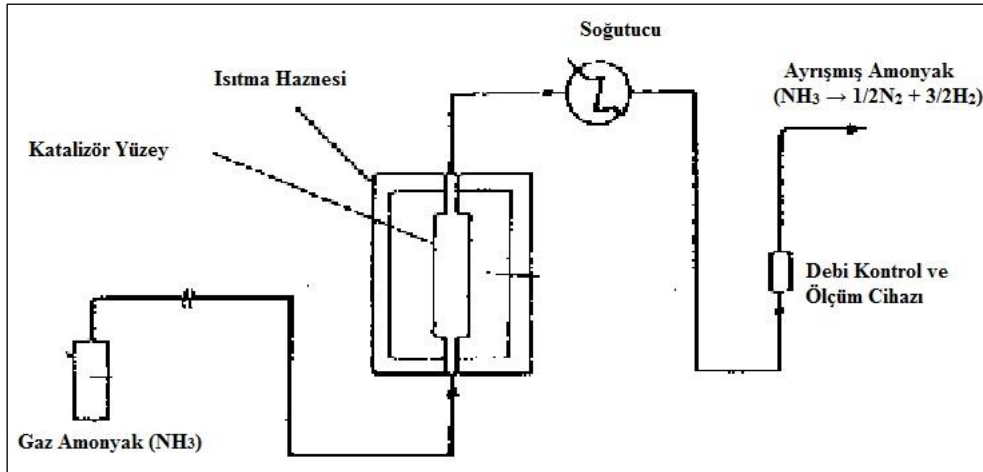 Soğutucu
Isıtma Haznesi
Ayrışmış Amonyak
(NH₃ → 1/2N₂ + 3/2H₂)
Katalizör Yüzey
Debi Kontrol ve
Ölçüm Cihazı
Gaz Amonyak (NH₃)